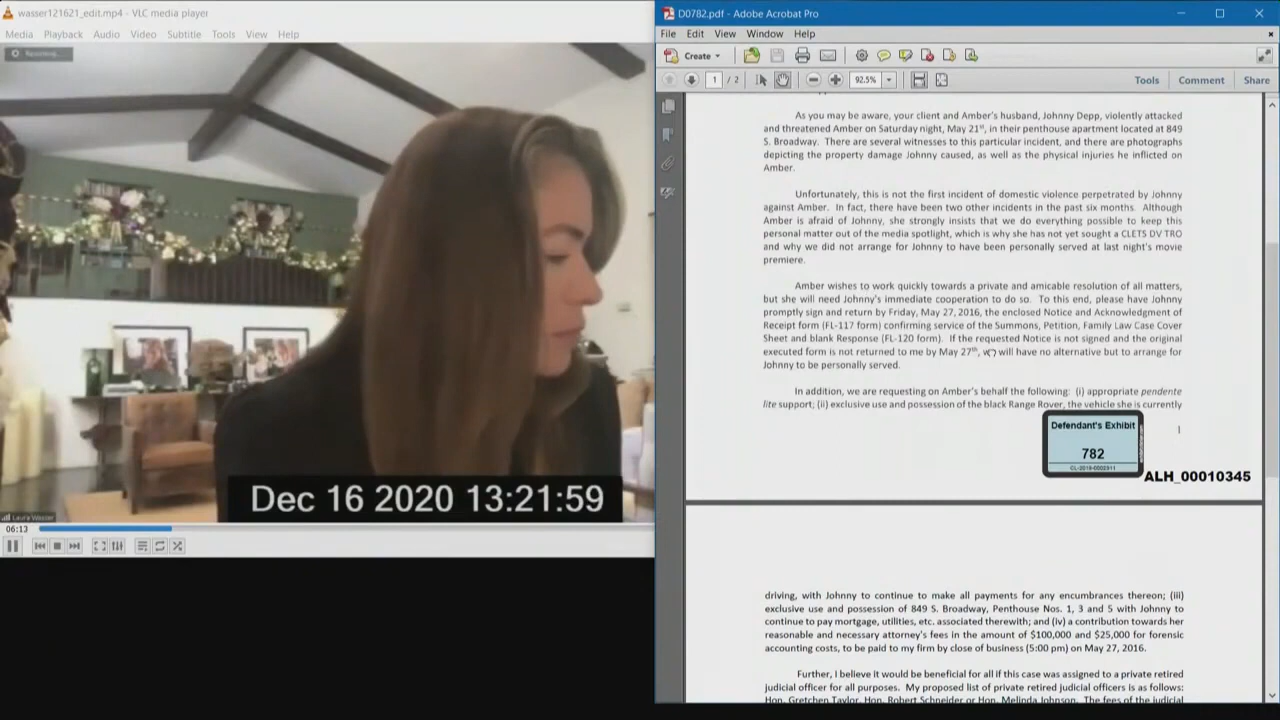 wasser121621_edit.mp4 - VLC media player
Media Playback Audio Video Subtitle Tools View Help
Recording...
Laura Wasser
Dec 16 2020 13:21:59
06:13
D0782.pdf - Adobe Acrobat Pro
File Edit View Window Help
Create
1 / 2
92.5%
Tools Comment Share
As you may be aware, your client and Amber's husband, Johnny Depp, violently attacked
and threatened Amber on Saturday night, May 21st, in their penthouse apartment located at 849
S. Broadway. There are several witnesses to this particular incident, and there are photographs
depicting the property damage Johnny caused, as well as the physical injuries he inflicted on
Amber.
Unfortunately, this is not the first incident of domestic violence perpetrated by Johnny
against Amber. In fact, there have been two other incidents in the past six months. Although
Amber is afraid of Johnny, she strongly insists that we do everything possible to keep this
personal matter out of the media spotlight, which is why she has not yet sought a CLETS DV TRO
and why we did not arrange for Johnny to have been personally served at last night's movie
premiere.
Amber wishes to work quickly towards a private and amicable resolution of all matters,
but she will need Johnny's immediate cooperation to do so. To this end, please have Johnny
promptly sign and return by Friday, May 27, 2016, the enclosed Notice and Acknowledgment of
Receipt form (FL-117 form) confirming service of the Summons, Petition, Family Law Case Cover
Sheet and blank Response (FL-120 form). If the requested Notice is not signed and the original
executed form is not returned to me by May 27th, will have no alternative but to arrange for
Johnny to be personally served.
In addition, we are requesting on Amber's behalf the following: (i) appropriate pendente
lite support; (ii) exclusive use and possession of the black Range Rover, the vehicle she is currently
1
Defendant's Exhibit
782
ALH_00010345
driving, with Johnny to continue to make all payments for any encumbrances thereon; (iii)
exclusive use and possession of 849 S. Broadway, Penthouse Nos. 1, 3 and 5 with Johnny to
continue to pay mortgage, utilities, etc. associated therewith; and (iv) a contribution towards her
reasonable and necessary attorney's fees in the amount of $100,000 and $25,000 for forensic
accounting costs, to be paid to my firm by close of business (5:00 pm) on May 27, 2016.
Further, I believe it would be beneficial for all if this case was assigned to a private retired
judicial officer for all purposes. My proposed list of private retired judicial officers is as follows:
Hon. Gretchen Taylor, Hon. Robert Schneider or Hon. Melinda Johnson. The fees of the judicial